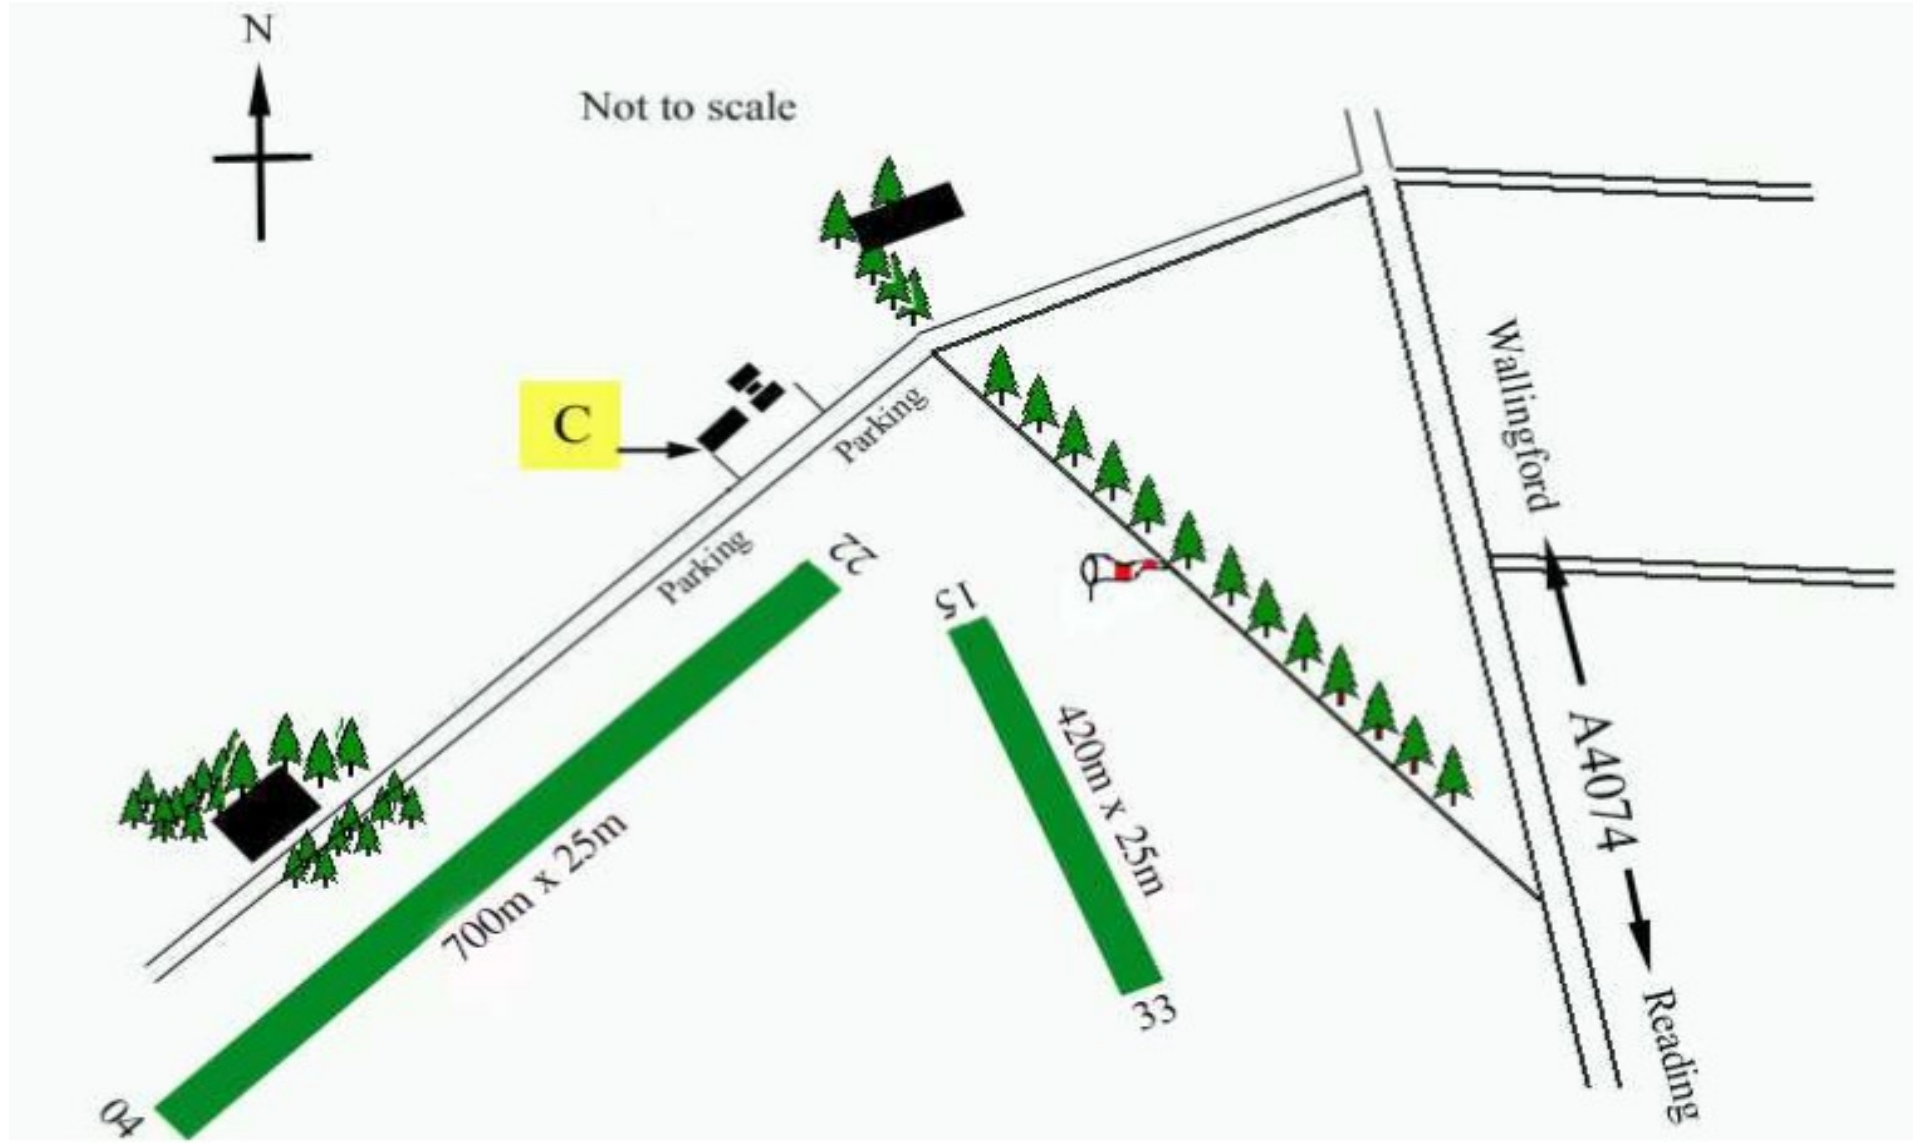 N
Not to scale
C
Parking
Parking
22
15
Wallingford
700m x 25m
420m x 25m
A4074
33
04
Reading